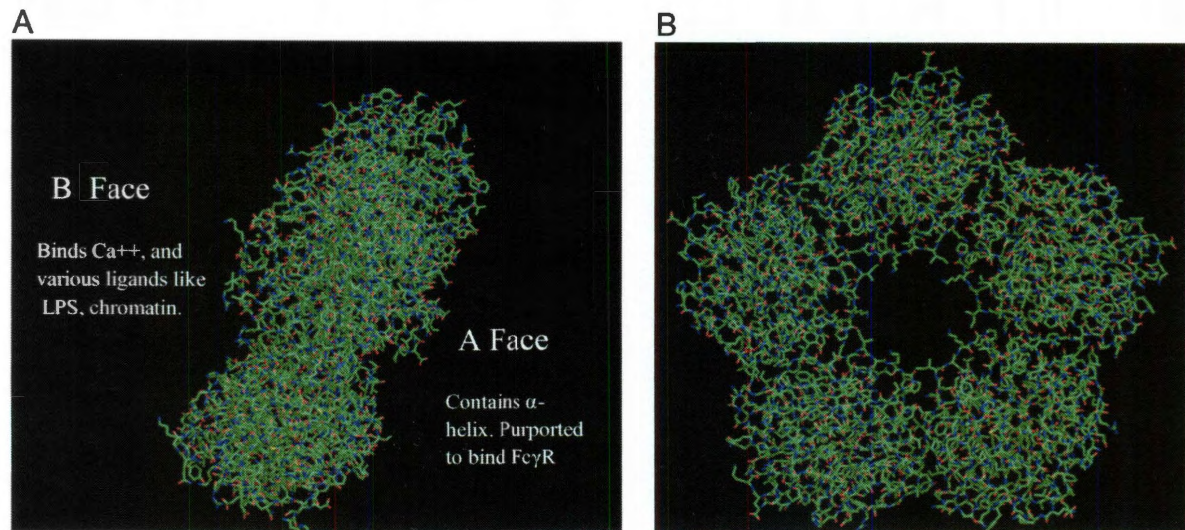 A
B
B Face
Binds Ca++, and
various ligands like
LPS, chromatin.
A Face
Contains α-
helix. Purported
to bind FcγR